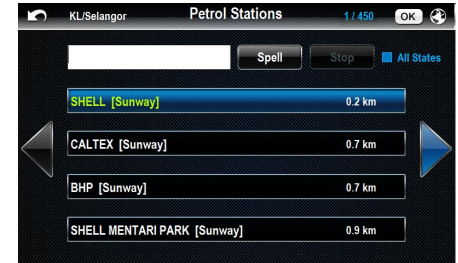 KL/Selangor Petrol Stations 1 / 450 OK
Spell Stop All States
SHELL [Sunway] 0.2 km
CALTEX [Sunway] 0.7 km
BHP [Sunway] 0.7 km
SHELL MENTARI PARK [Sunway] 0.9 km